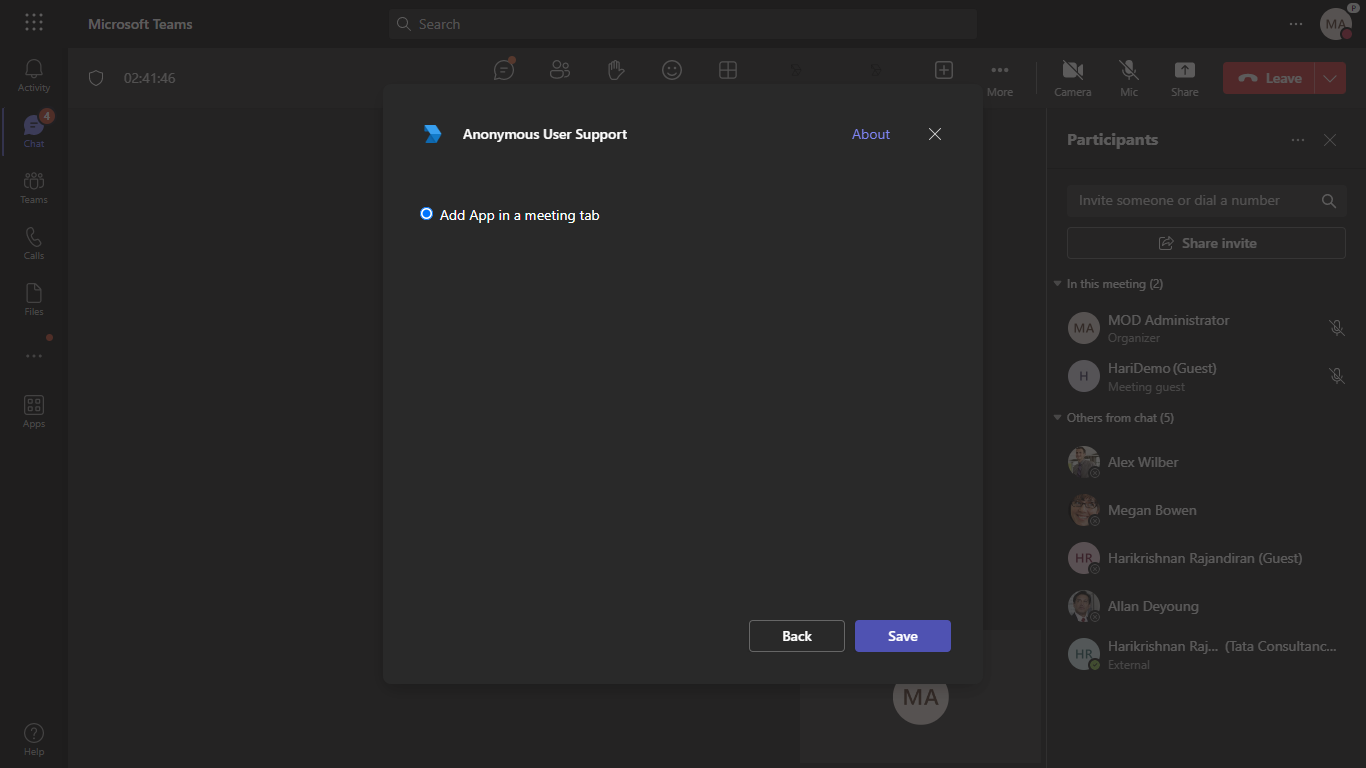 Microsoft Teams
Search
MA
P
Activity
4
Chat
Teams
Calls
Files
Apps
Help
02:41:46
More
Camera
Mic
Share
Leave
Anonymous User Support
About
Add App in a meeting tab
Back
Save
MA
Participants
Invite someone or dial a number
Share invite
In this meeting (2)
MA
MOD Administrator
Organizer
H
HariDemo (Guest)
Meeting guest
Others from chat (5)
Alex Wilber
Megan Bowen
HR
Harikrishnan Rajandiran (Guest)
Allan Deyoung
HR
Harikrishnan Raj... (Tata Consultanc...
External